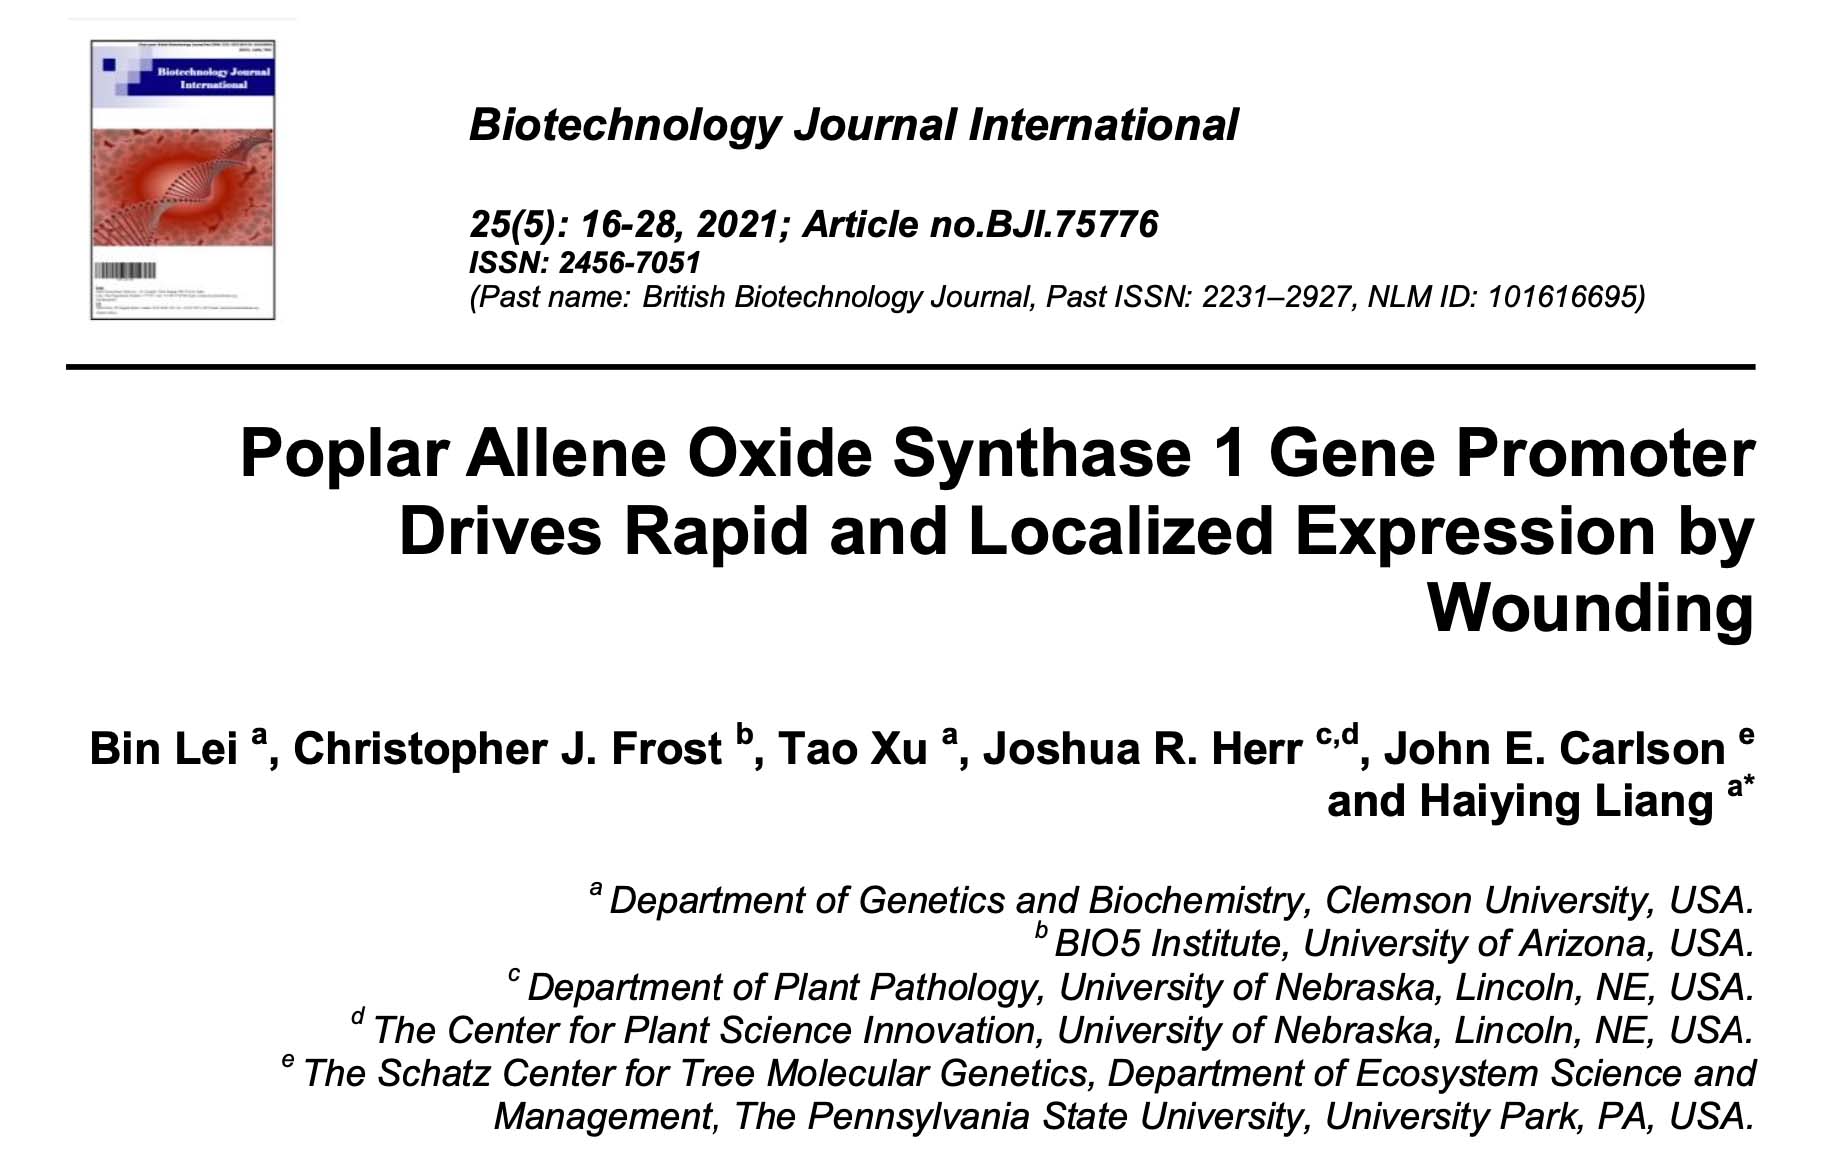 Biotechnology Journal
International
Biotechnology Journal International
25(5): 16-28, 2021; Article no.BJI.75776
ISSN: 2456-7051
(Past name: British Biotechnology Journal, Past ISSN: 2231–2927, NLM ID: 101616695)
Poplar Allene Oxide Synthase 1 Gene Promoter
Drives Rapid and Localized Expression by
Wounding
Bin Lei a, Christopher J. Frost b, Tao Xu a, Joshua R. Herr c,d, John E. Carlson e
and Haiying Liang a*
a Department of Genetics and Biochemistry, Clemson University, USA.
b BIO5 Institute, University of Arizona, USA.
c Department of Plant Pathology, University of Nebraska, Lincoln, NE, USA.
d The Center for Plant Science Innovation, University of Nebraska, Lincoln, NE, USA.
e The Schatz Center for Tree Molecular Genetics, Department of Ecosystem Science and
Management, The Pennsylvania State University, University Park, PA, USA.